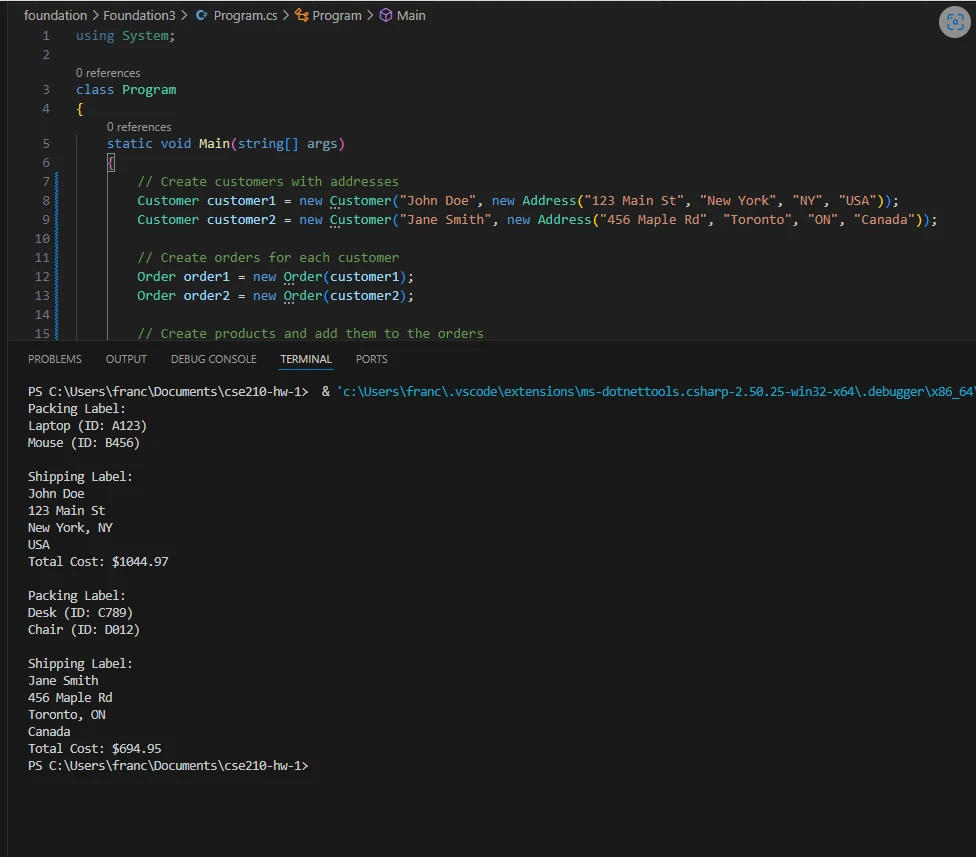 foundation > Foundation3 > Program.cs > Program > Main
1 using System;
2
0 references
3 class Program
4 {
0 references
5 static void Main(string[] args)
6 {
7 // Create customers with addresses
8 Customer customer1 = new Customer("John Doe", new Address("123 Main St", "New York", "NY", "USA"));
9 Customer customer2 = new Customer("Jane Smith", new Address("456 Maple Rd", "Toronto", "ON", "Canada"));
10
11 // Create orders for each customer
12 Order order1 = new Order(customer1);
13 Order order2 = new Order(customer2);
14
15 // Create products and add them to the orders
PROBLEMS OUTPUT DEBUG CONSOLE TERMINAL PORTS
PS C:\Users\franc\Documents\cse210-hw-1> & 'c:\Users\franc\.vscode\extensions\ms-dotnettools.csharp-2.50.25-win32-x64\.debugger\x86_64\
Packing Label:
Laptop (ID: A123)
Mouse (ID: B456)
Shipping Label:
John Doe
123 Main St
New York, NY
USA
Total Cost: $1044.97
Packing Label:
Desk (ID: C789)
Chair (ID: D012)
Shipping Label:
Jane Smith
456 Maple Rd
Toronto, ON
Canada
Total Cost: $694.95
PS C:\Users\franc\Documents\cse210-hw-1>